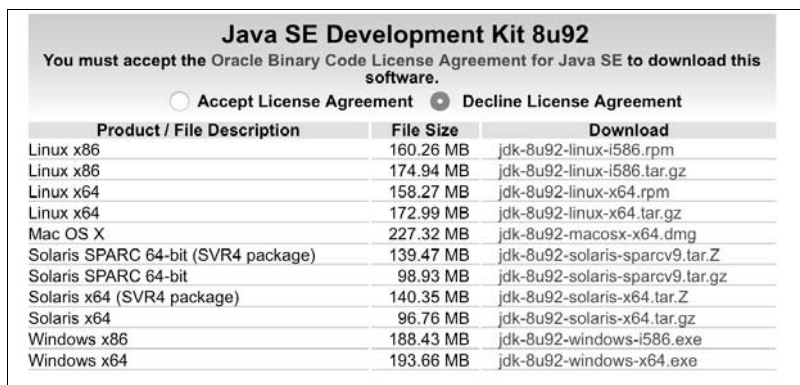 Java SE Development Kit 8u92
You must accept the Oracle Binary Code License Agreement for Java SE to download this
software.
Accept License Agreement Decline License Agreement
Product / File Description File Size Download
Linux x86 160.26 MB jdk-8u92-linux-i586.rpm
Linux x86 174.94 MB jdk-8u92-linux-i586.tar.gz
Linux x64 158.27 MB jdk-8u92-linux-x64.rpm
Linux x64 172.99 MB jdk-8u92-linux-x64.tar.gz
Mac OS X 227.32 MB jdk-8u92-macosx-x64.dmg
Solaris SPARC 64-bit (SVR4 package) 139.47 MB jdk-8u92-solaris-sparcv9.tar.Z
Solaris SPARC 64-bit 98.93 MB jdk-8u92-solaris-sparcv9.tar.gz
Solaris x64 (SVR4 package) 140.35 MB jdk-8u92-solaris-x64.tar.Z
Solaris x64 96.76 MB jdk-8u92-solaris-x64.tar.gz
Windows x86 188.43 MB jdk-8u92-windows-i586.exe
Windows x64 193.66 MB jdk-8u92-windows-x64.exe